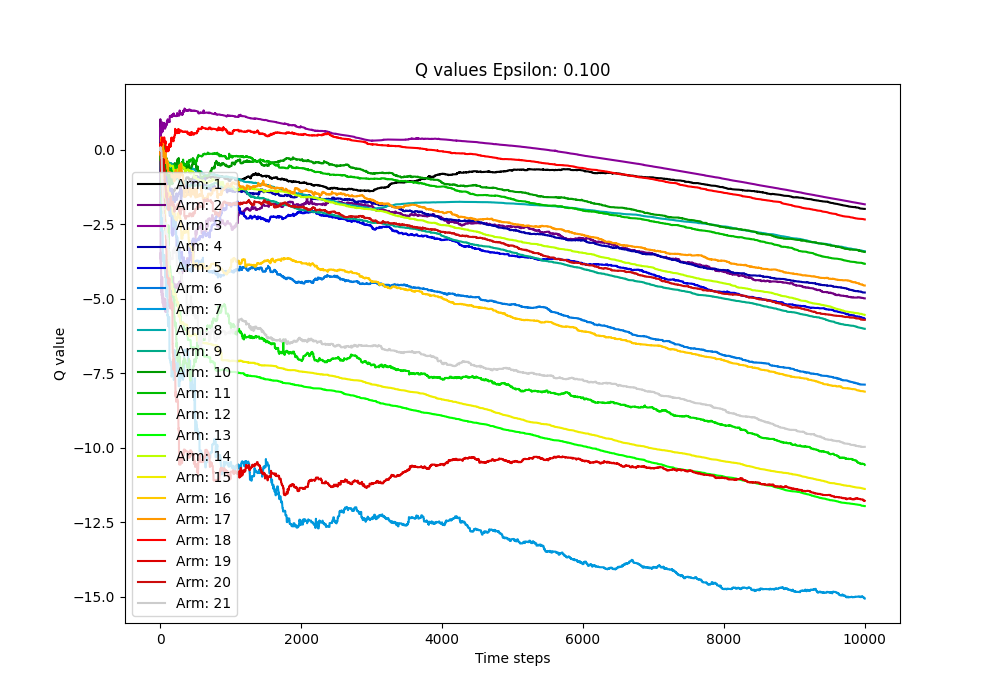 Q values Epsilon: 0.100
Q value
0.0
−2.5
−5.0
−7.5
−10.0
−12.5
−15.0
Arm: 1
Arm: 2
Arm: 3
Arm: 4
Arm: 5
Arm: 6
Arm: 7
Arm: 8
Arm: 9
Arm: 10
Arm: 11
Arm: 12
Arm: 13
Arm: 14
Arm: 15
Arm: 16
Arm: 17
Arm: 18
Arm: 19
Arm: 20
Arm: 21
0 2000 4000 6000 8000 10000
Time steps